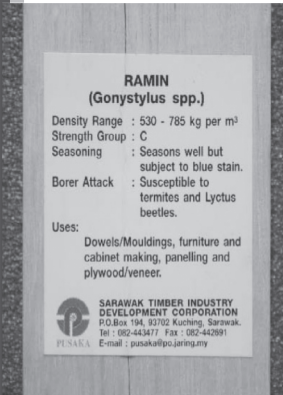 RAMIN
(Gonystylus spp.)
Density Range : 530 - 785 kg per m³
Strength Group : C
Seasoning : Seasons well but
subject to blue stain.
Borer Attack : Susceptible to
termites and Lyctus
beetles.
Uses:
Dowels/Mouldings, furniture and
cabinet making, panelling and
plywood/veneer.
SARAWAK TIMBER INDUSTRY
DEVELOPMENT CORPORATION
P.O.Box 194, 93702 Kuching, Sarawak.
Tel : 082-443477 Fax : 082-442691
PUSAKA E-mail : pusaka@po.jaring.my